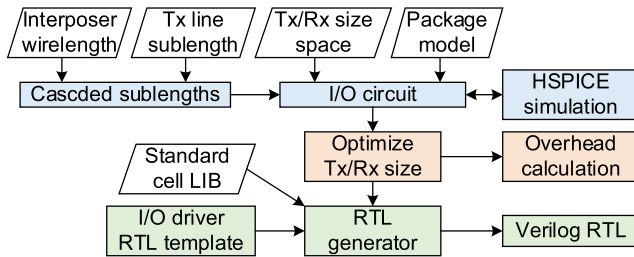 Interposer
wirelength
Tx line
sublength
Tx/Rx size
space
Package
model
Cascded sublengths
I/O circuit
HSPICE
simulation
Optimize
Tx/Rx size
Overhead
calculation
Standard
cell LIB
I/O driver
RTL template
RTL
generator
Verilog RTL